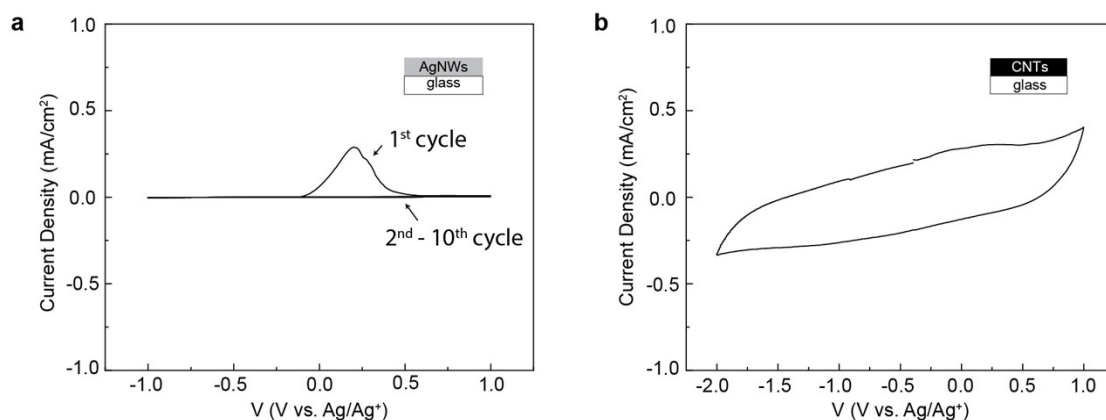 a
1.0
0.5
0.0
-0.5
-1.0
Current Density (mA/cm²)
AgNWs
glass
1st cycle
2nd - 10th cycle
-1.0 -0.5 0.0 0.5 1.0
V (V vs. Ag/Ag⁺)
b
1.0
0.5
0.0
-0.5
-1.0
Current Density (mA/cm²)
CNTs
glass
-2.0 -1.5 -1.0 -0.5 0.0 0.5 1.0
V (V vs. Ag/Ag⁺)